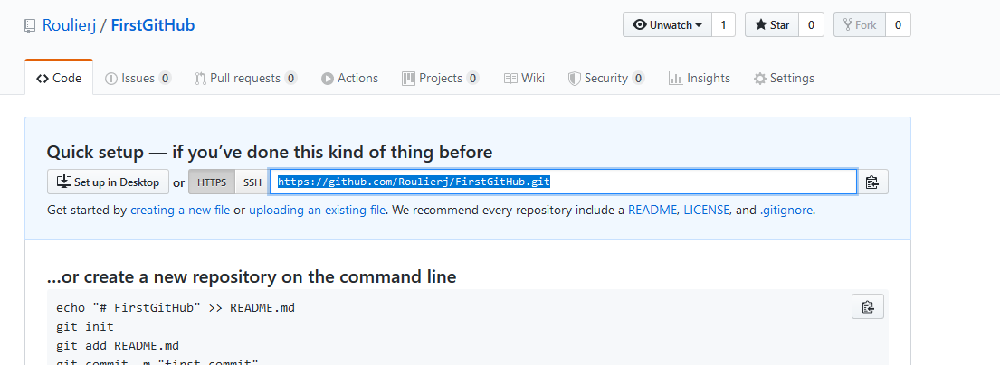 Roulierj / FirstGitHub
Unwatch 1 Star 0 Fork 0
Code Issues 0 Pull requests 0 Actions Projects 0 Wiki Security 0 Insights Settings
Quick setup — if you’ve done this kind of thing before
Set up in Desktop or HTTPS SSH https://github.com/Roulierj/FirstGitHub.git
Get started by creating a new file or uploading an existing file. We recommend every repository include a README, LICENSE, and .gitignore.
…or create a new repository on the command line
echo "# FirstGitHub" >> README.md
git init
git add README.md
git commit -m "first commit"